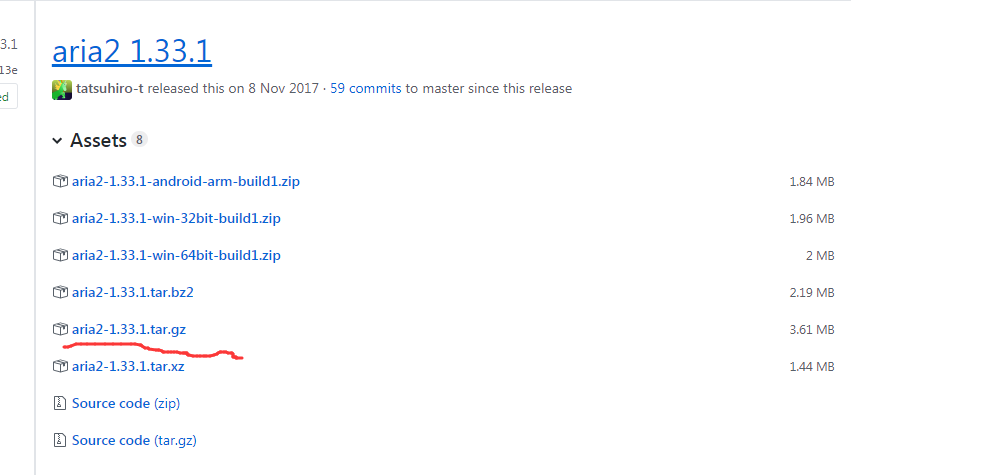 3.1
aria2 1.33.1
13e
tatsuhiro-t released this on 8 Nov 2017 · 59 commits to master since this release
ed
Assets 8
aria2-1.33.1-android-arm-build1.zip 1.84 MB
aria2-1.33.1-win-32bit-build1.zip 1.96 MB
aria2-1.33.1-win-64bit-build1.zip 2 MB
aria2-1.33.1.tar.bz2 2.19 MB
aria2-1.33.1.tar.gz 3.61 MB
aria2-1.33.1.tar.xz 1.44 MB
Source code (zip)
Source code (tar.gz)